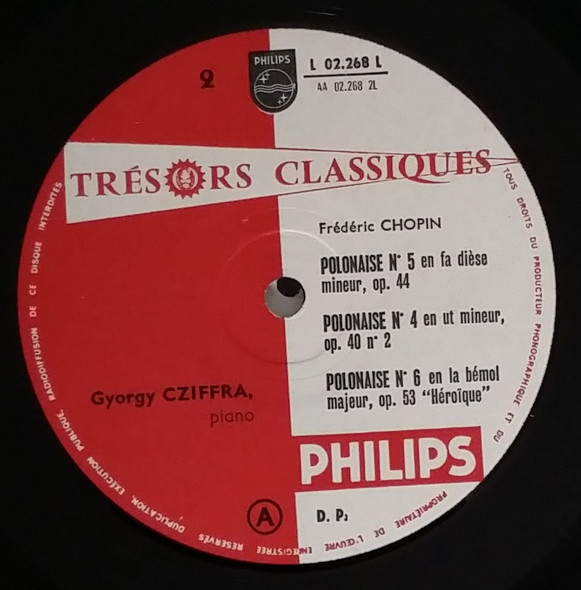 2
PHILIPS
L 02.268 L
AA 02.268 2L
TRÉSORS CLASSIQUES
Frédéric CHOPIN
POLONAISE N° 5 en fa dièse
mineur, op. 44
POLONAISE N° 4 en ut mineur,
op. 40 n° 2
POLONAISE N° 6 en la bémol
majeur, op. 53 “Héroïque”
Gyorgy CZIFFRA,
piano
PHILIPS
A
D. P.
TOUS DROITS DU PRODUCTEUR PHONOGRAPHIQUE ET DU PROPRIÉTAIRE DE L'ŒUVRE ENREGISTRÉE RÉSERVÉS DUPLICATION, EXÉCUTION PUBLIQUE, RADIODIFFUSION DE CE DISQUE INTERDITES